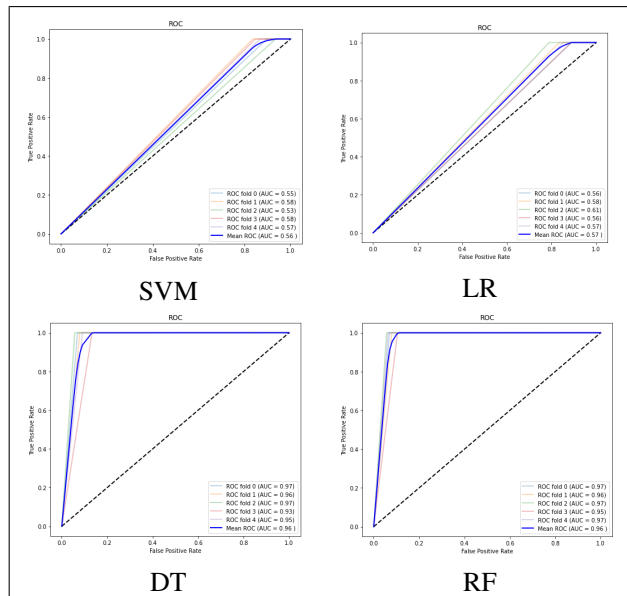 ROC
1.0
0.8
0.6
0.4
0.2
0.0
True Positive Rate
0.0 0.2 0.4 0.6 0.8 1.0
False Positive Rate
ROC fold 0 (AUC = 0.55)
ROC fold 1 (AUC = 0.58)
ROC fold 2 (AUC = 0.53)
ROC fold 3 (AUC = 0.58)
ROC fold 4 (AUC = 0.57)
Mean ROC (AUC = 0.56 )
SVM
ROC
1.0
0.8
0.6
0.4
0.2
0.0
True Positive Rate
0.0 0.2 0.4 0.6 0.8 1.0
False Positive Rate
ROC fold 0 (AUC = 0.56)
ROC fold 1 (AUC = 0.58)
ROC fold 2 (AUC = 0.61)
ROC fold 3 (AUC = 0.56)
ROC fold 4 (AUC = 0.57)
Mean ROC (AUC = 0.57 )
LR
ROC
1.0
0.8
0.6
0.4
0.2
0.0
True Positive Rate
0.0 0.2 0.4 0.6 0.8 1.0
False Positive Rate
ROC fold 0 (AUC = 0.97)
ROC fold 1 (AUC = 0.96)
ROC fold 2 (AUC = 0.97)
ROC fold 3 (AUC = 0.93)
ROC fold 4 (AUC = 0.95)
Mean ROC (AUC = 0.96 )
DT
ROC
1.0
0.8
0.6
0.4
0.2
0.0
True Positive Rate
0.0 0.2 0.4 0.6 0.8 1.0
False Positive Rate
ROC fold 0 (AUC = 0.97)
ROC fold 1 (AUC = 0.96)
ROC fold 2 (AUC = 0.97)
ROC fold 3 (AUC = 0.95)
ROC fold 4 (AUC = 0.97)
Mean ROC (AUC = 0.96 )
RF